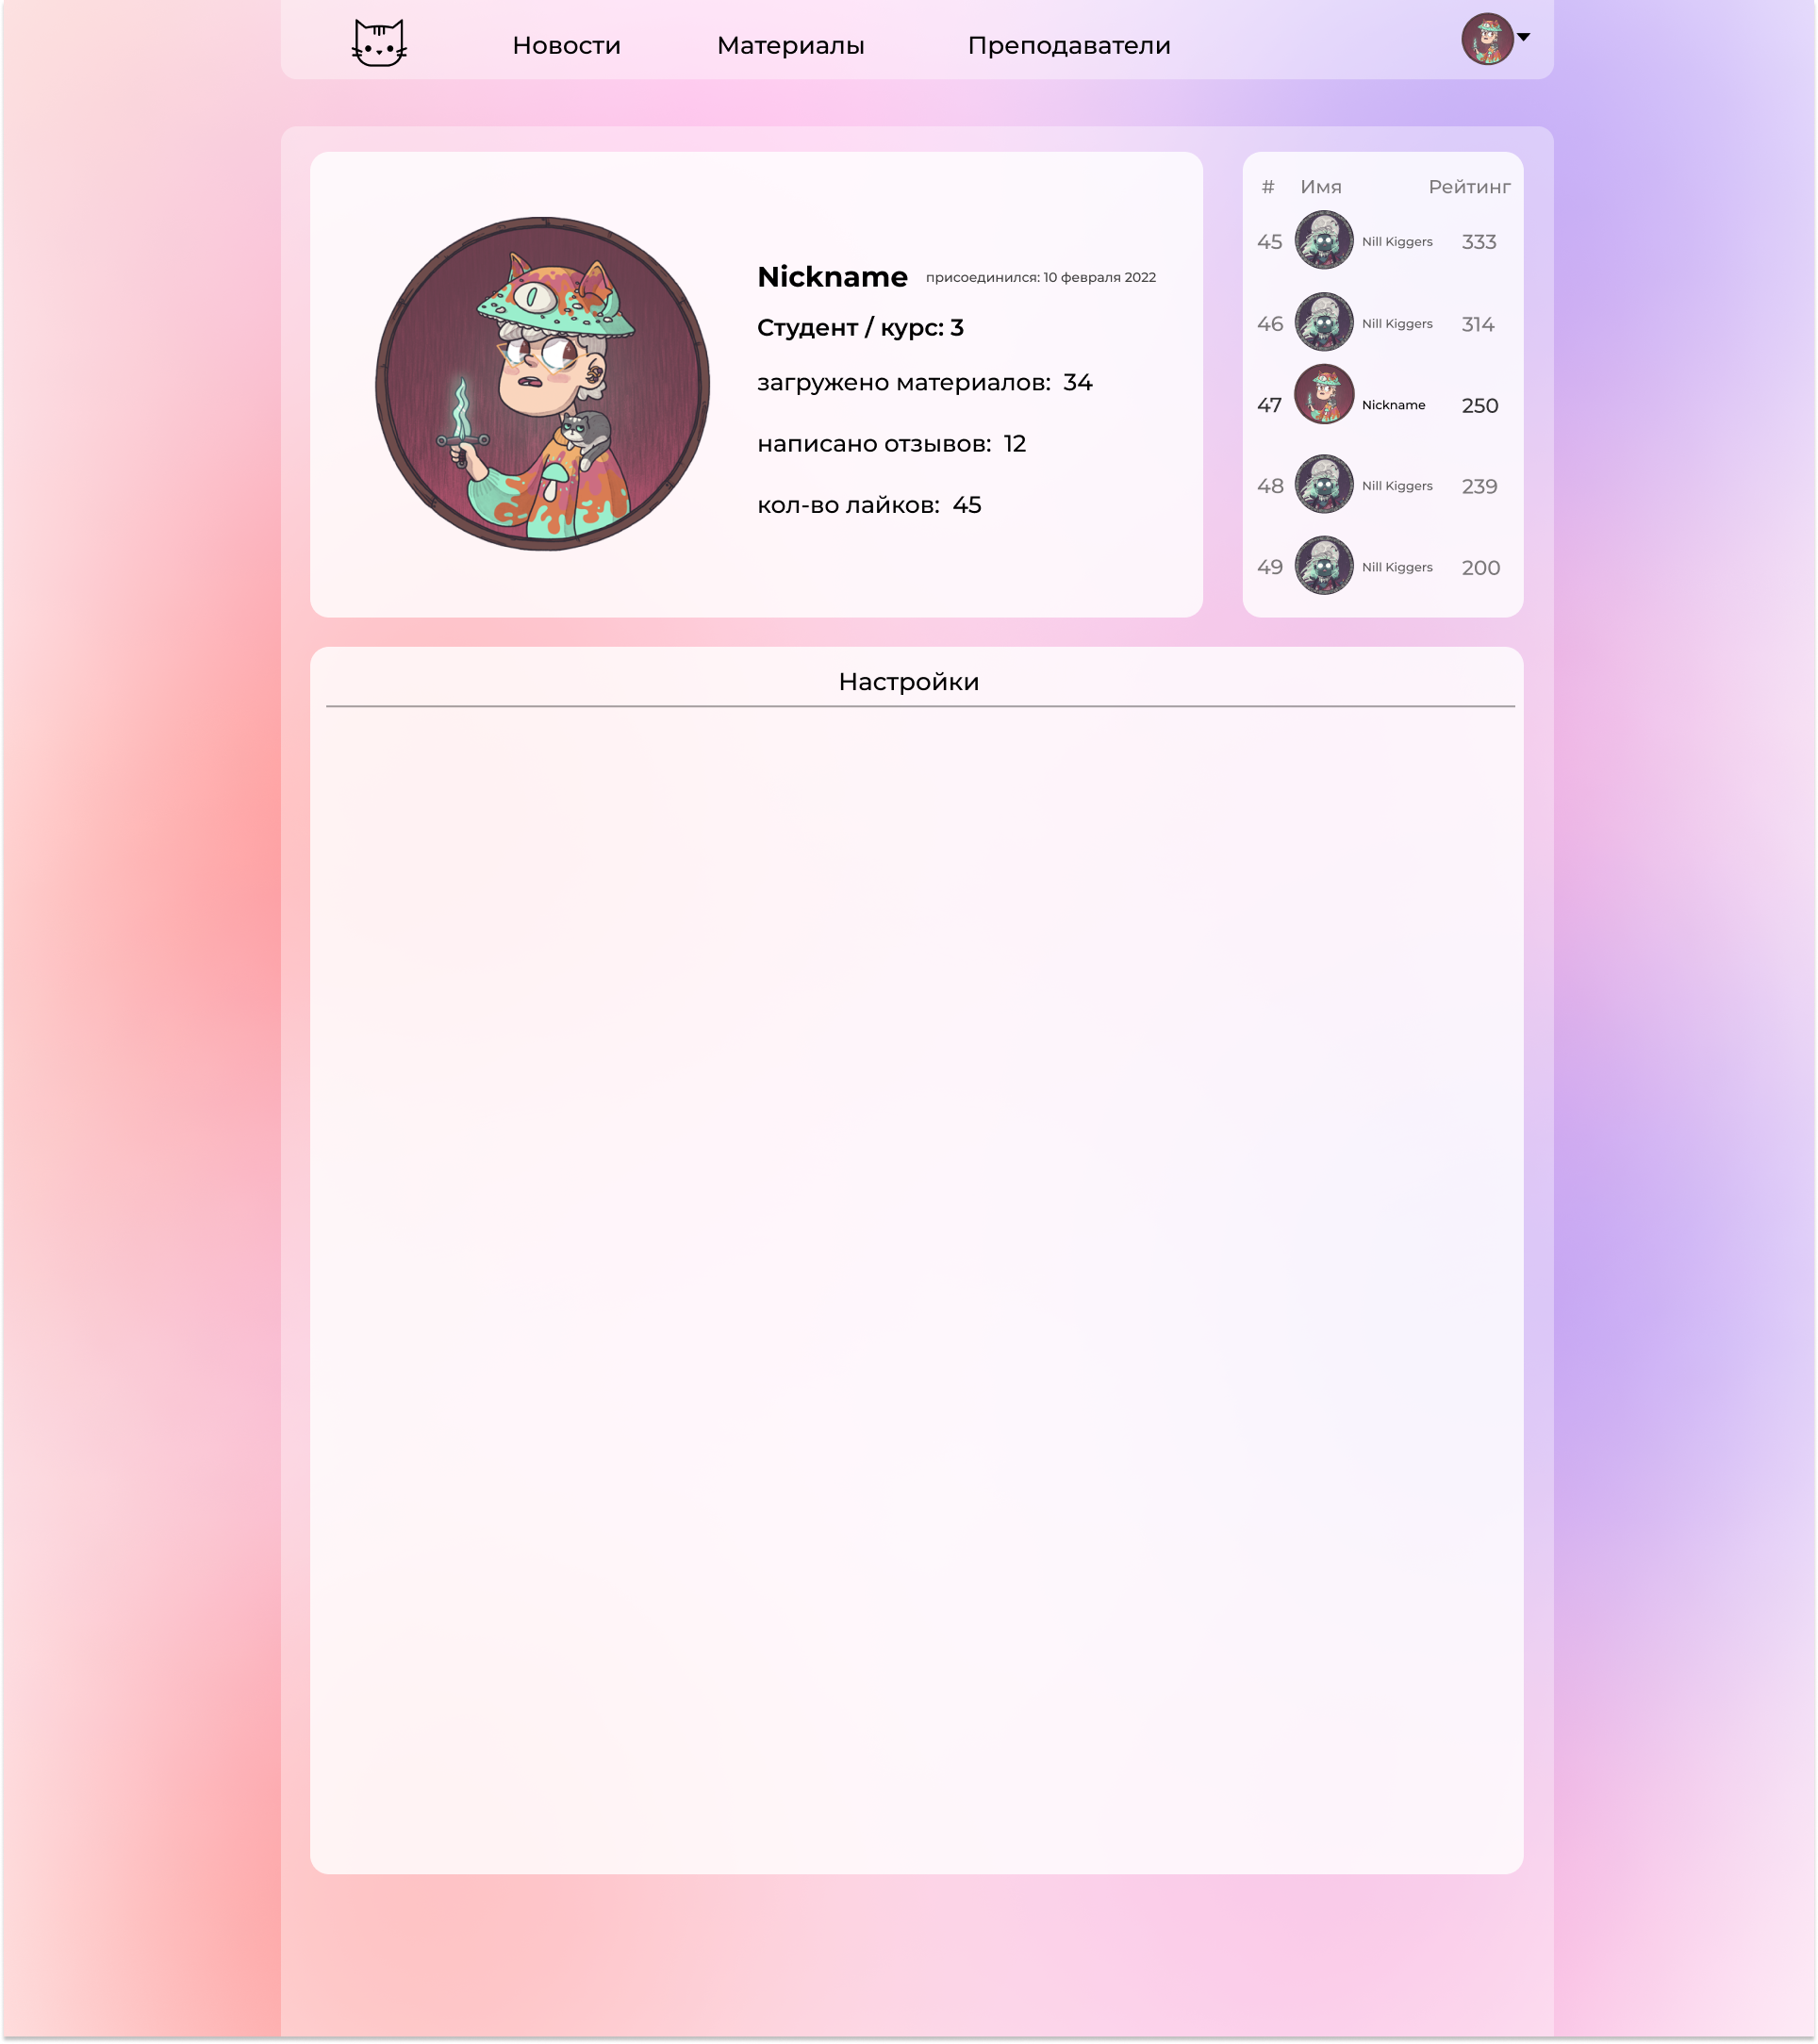 Новости Материалы Преподаватели
Nickname присоединился: 10 февраля 2022
Студент / курс: 3
загружено материалов: 34
написано отзывов: 12
кол-во лайков: 45
# Имя Рейтинг
45 Nill Kiggers 333
46 Nill Kiggers 314
47 Nickname 250
48 Nill Kiggers 239
49 Nill Kiggers 200
Настройки